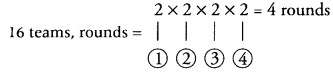 2 × 2 × 2 × 2 = 4 rounds
16 teams, rounds = | | | |
① ② ③ ④